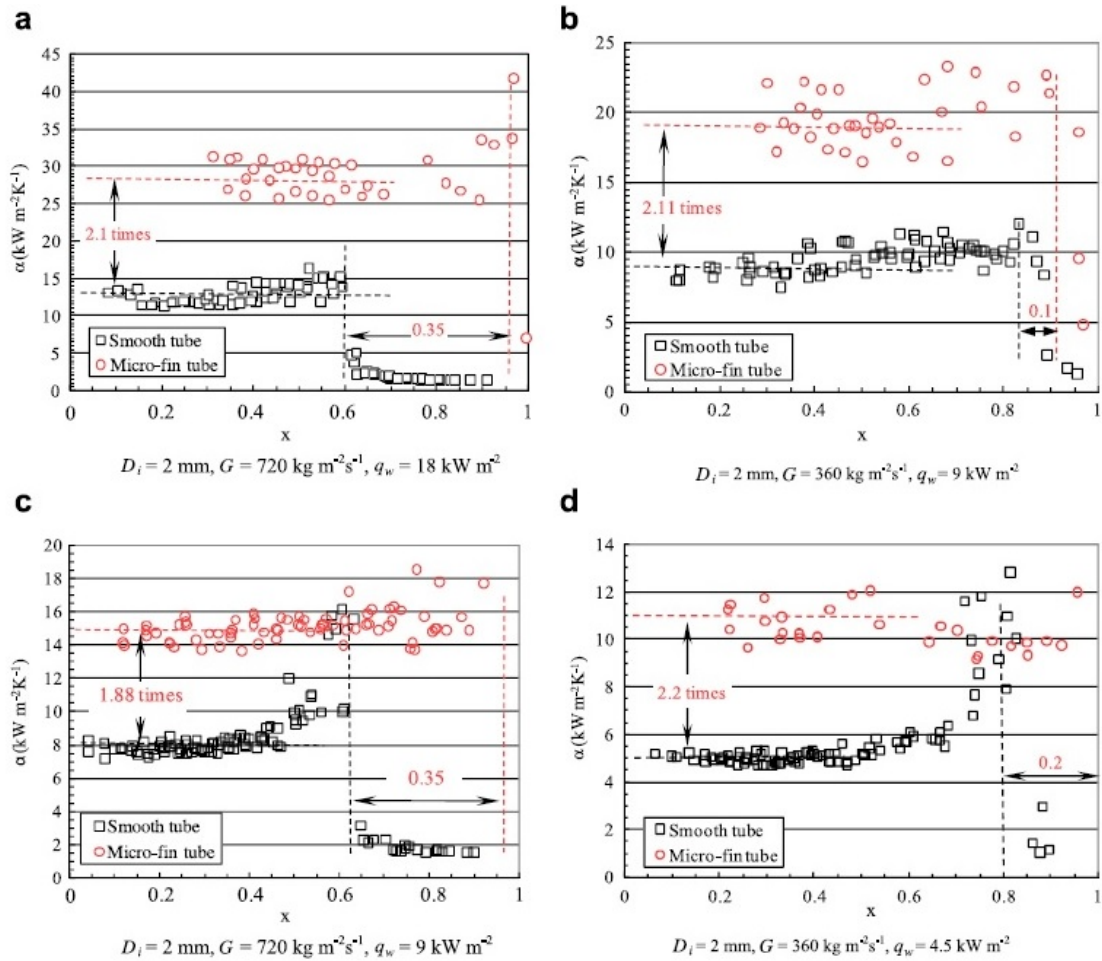 a
45
40
35
30
25
20
15
10
5
0
α (kW m⁻²K⁻¹)
2.1 times
0.35
Smooth tube
Micro-fin tube
0 0.2 0.4 0.6 0.8 1
x
D_i = 2 mm, G = 720 kg m⁻²s⁻¹, q_w = 18 kW m⁻²
b
25
20
15
10
5
0
α (kW m⁻²K⁻¹)
2.11 times
0.1
Smooth tube
Micro-fin tube
0 0.2 0.4 0.6 0.8 1
x
D_i = 2 mm, G = 360 kg m⁻²s⁻¹, q_w = 9 kW m⁻²
c
20
18
16
14
12
10
8
6
4
2
0
α (kW m⁻²K⁻¹)
1.88 times
0.35
Smooth tube
Micro-fin tube
0 0.2 0.4 0.6 0.8 1
x
D_i = 2 mm, G = 720 kg m⁻²s⁻¹, q_w = 9 kW m⁻²
d
14
12
10
8
6
4
2
0
α (kW m⁻²K⁻¹)
2.2 times
0.2
Smooth tube
Micro-fin tube
0 0.2 0.4 0.6 0.8 1
x
D_i = 2 mm, G = 360 kg m⁻²s⁻¹, q_w = 4.5 kW m⁻²